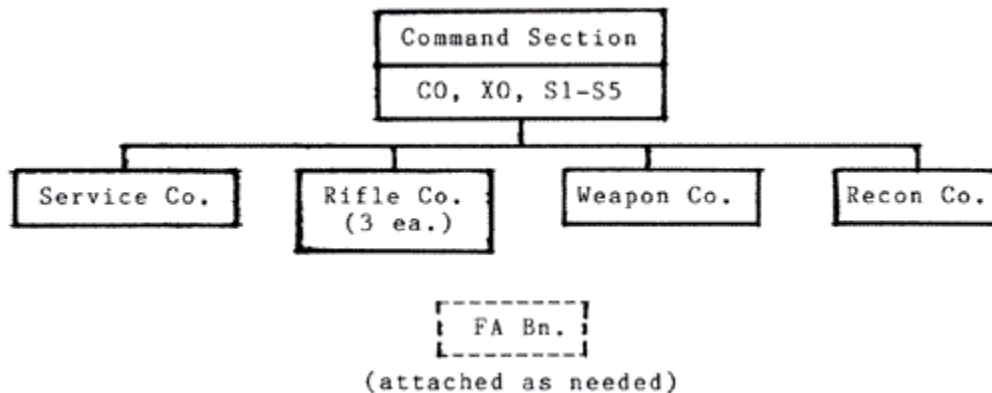 Command Section
CO, XO, S1-S5
Service Co.
Rifle Co.
(3 ea.)
Weapon Co.
Recon Co.
FA Bn.
(attached as needed)